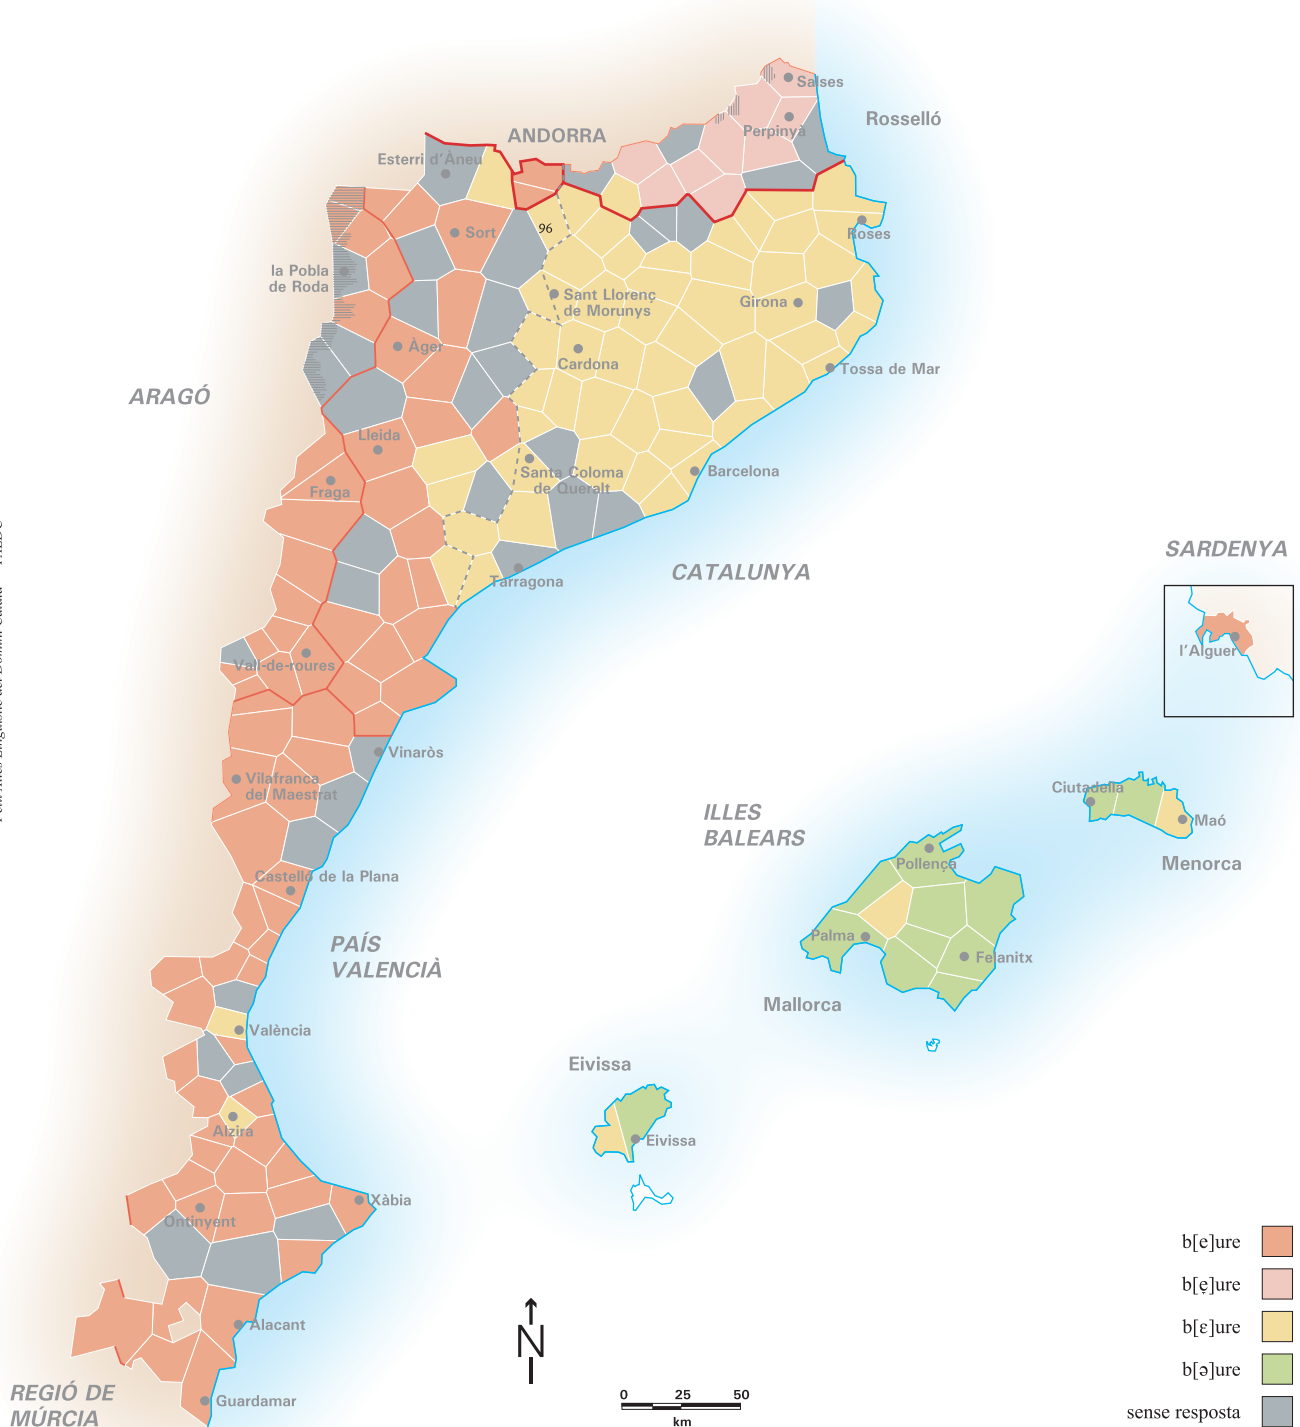 Salses
Rosselló
ANDORRA
Perpinyà
Esterri d'Àneu
Sort
96
Roses
la Pobla
de Roda
Sant Llorenç
de Morunys
Girona
Àger
Cardona
Tossa de Mar
ARAGÓ
Lleida
Santa Coloma
de Queralt
Barcelona
Fraga
SARDENYA
CATALUNYA
Tarragona
l'Alguer
Vall-de-roures
Vinaròs
Vilafranca
del Maestrat
Ciutadella
Maó
ILLES
BALEARS
Menorca
Pollença
Castelló de la Plana
Palma
Felanitx
PAÍS
VALENCIÀ
Mallorca
València
Eivissa
Alzira
Eivissa
Xàbia
Ontinyent
b[e]ure
b[ẹ]ure
b[ɛ]ure
b[ə]ure
sense resposta
Alacant
N
0 25 50
km
Guardamar
REGIÓ DE
MÚRCIA